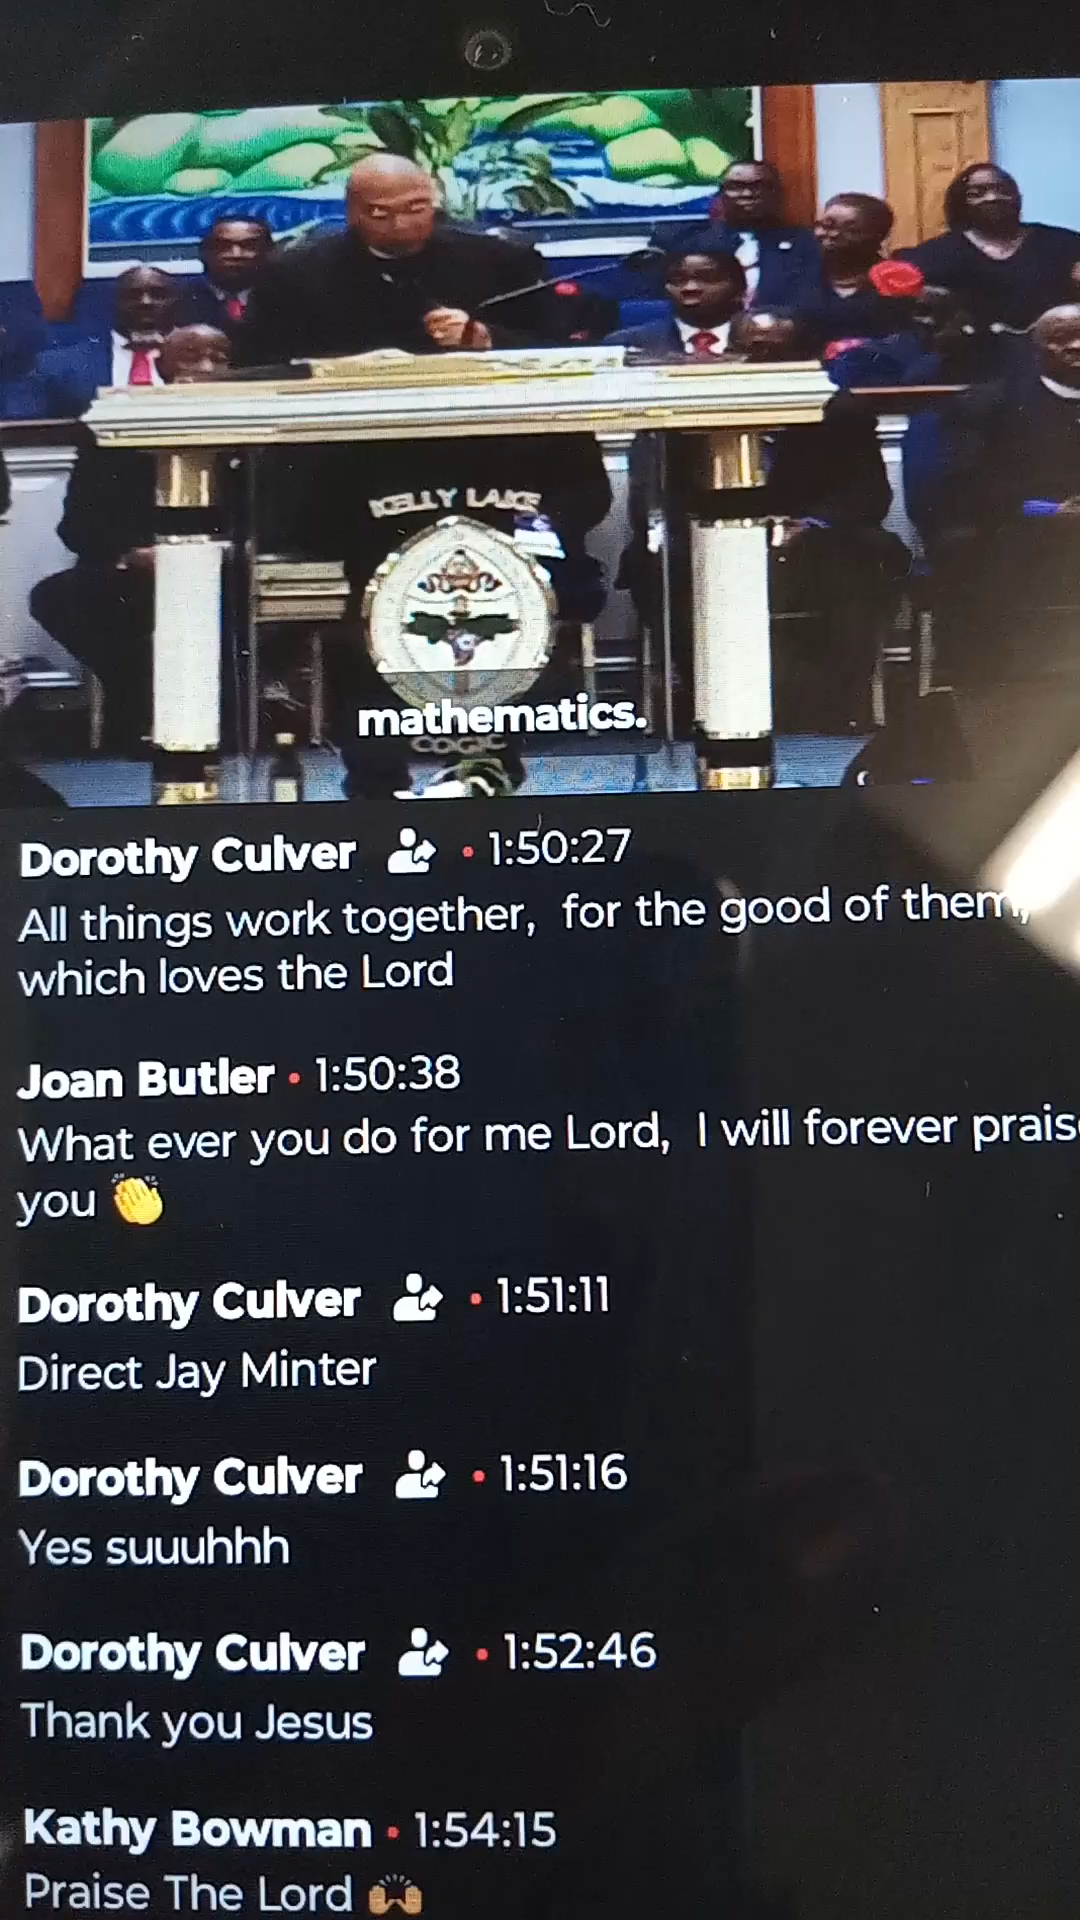 KELLY LAKE
mathematics.
COGIC
Dorothy Culver • 1:50:27
All things work together, for the good of them,
which loves the Lord
Joan Butler • 1:50:38
What ever you do for me Lord, I will forever prais
you 👏
Dorothy Culver • 1:51:11
Direct Jay Minter
Dorothy Culver • 1:51:16
Yes suuuhhh
Dorothy Culver • 1:52:46
Thank you Jesus
Kathy Bowman • 1:54:15
Praise The Lord 🙌🏽